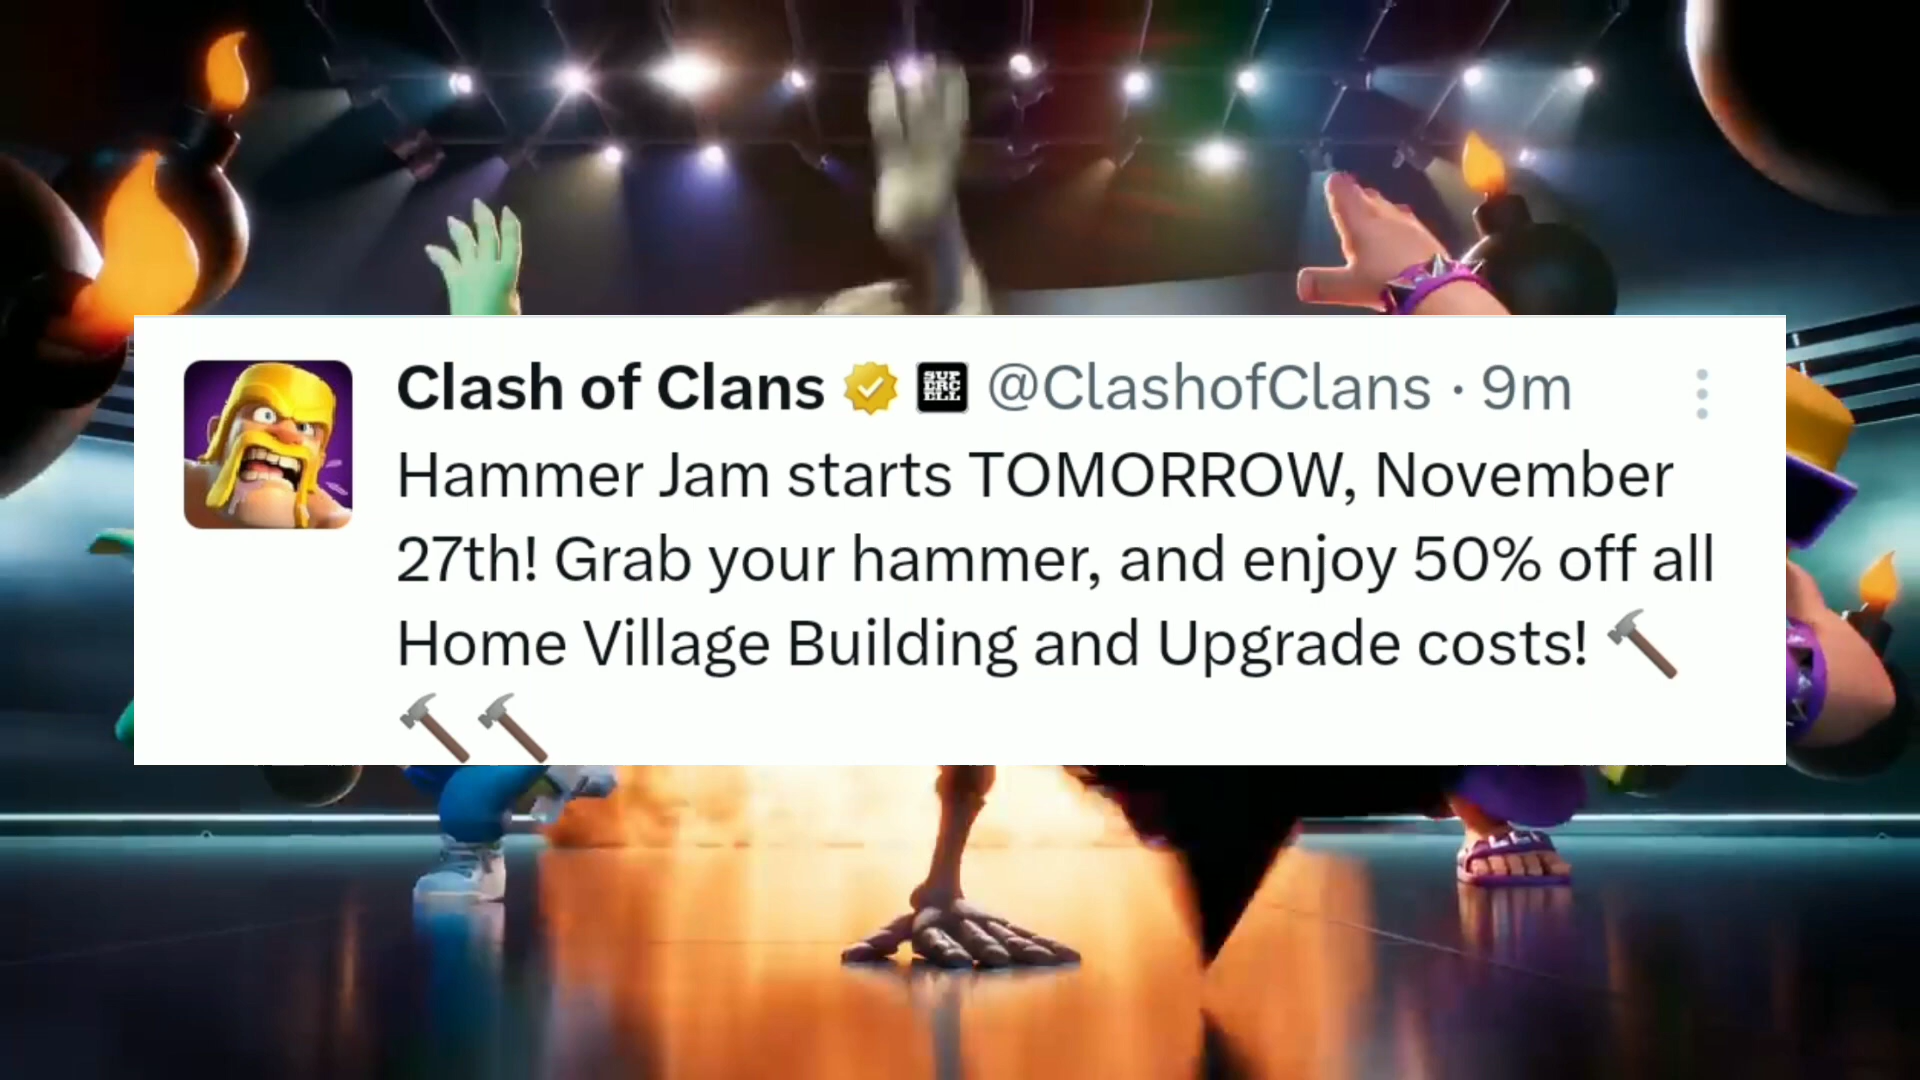 Clash of Clans SUPERCELL @ClashofClans · 9m
Hammer Jam starts TOMORROW, November
27th! Grab your hammer, and enjoy 50% off all
Home Village Building and Upgrade costs! 🔨
🔨🔨